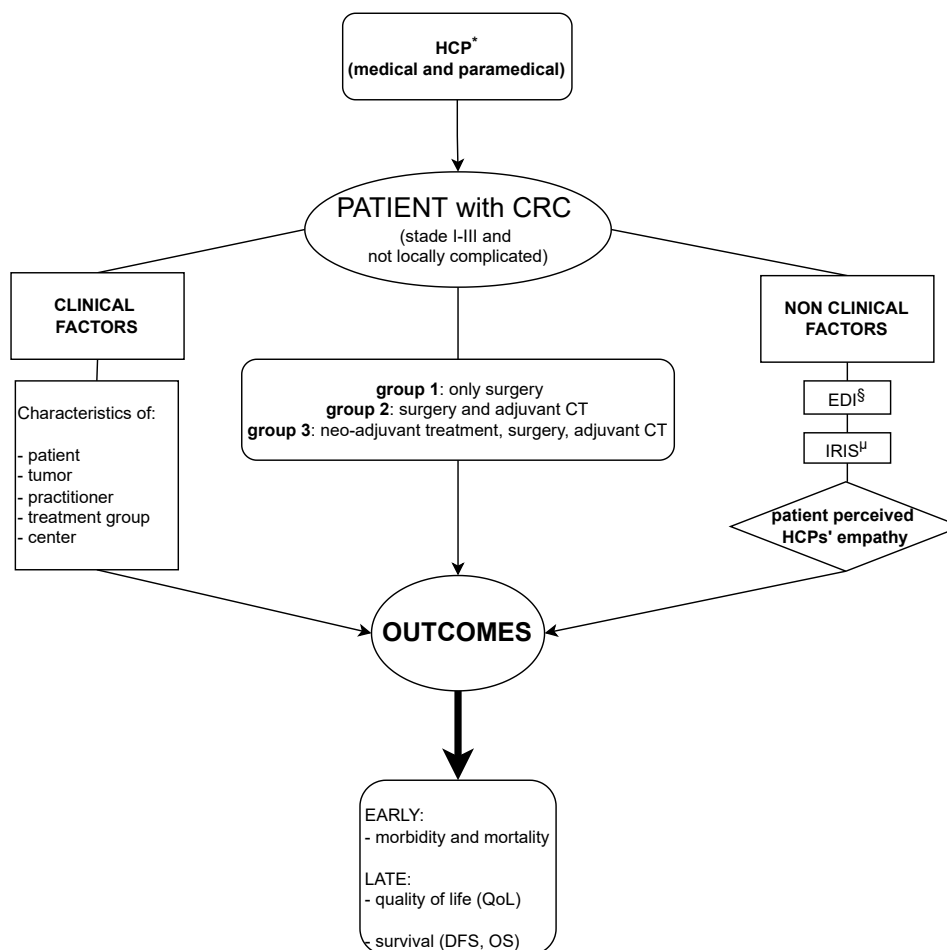 HCP*
(medical and paramedical)
PATIENT with CRC
(stade I-III and
not locally complicated)
CLINICAL
FACTORS
NON CLINICAL
FACTORS
group 1: only surgery
group 2: surgery and adjuvant CT
group 3: neo-adjuvant treatment, surgery, adjuvant CT
Characteristics of:
- patient
- tumor
- practitioner
- treatment group
- center
EDI§
IRISµ
patient perceived
HCPs' empathy
OUTCOMES
EARLY:
- morbidity and mortality
LATE:
- quality of life (QoL)
- survival (DFS, OS)